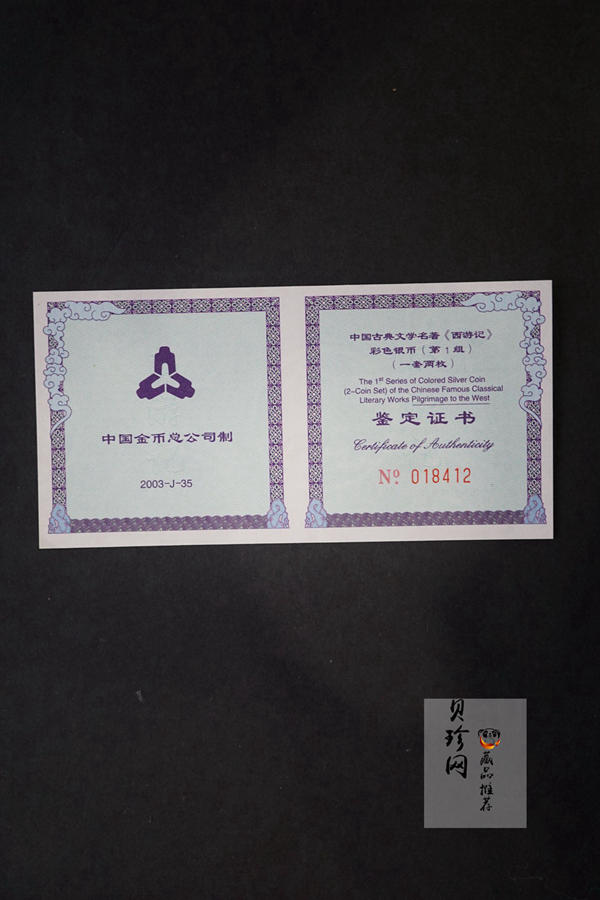 中国金币总公司制
2003-J-35
中国古典文学名著《西游记》
彩色银币（第1组）
（一套两枚）
The 1st Series of Colored Silver Coin
(2-Coin Set) of the Chinese Famous Classical
Literary Works Pilgrimage to the West
鉴定证书
Certificate of Authenticity
Nº 018412
贝珍网
藏品推荐